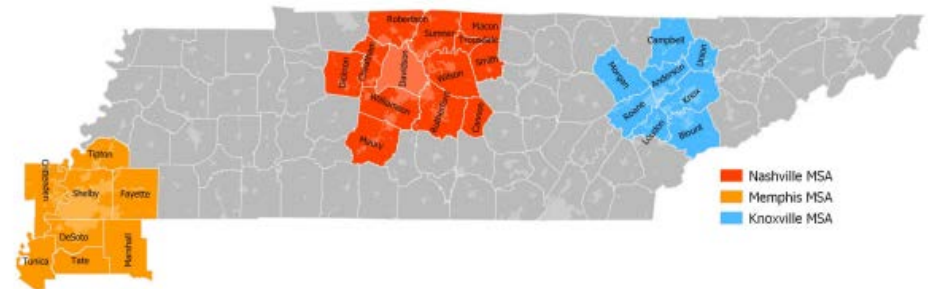 Robertson
Macon
Sumner
Trousdale
Smith
Cheatham
Dickson
Davidson
Wilson
Williamson
Rutherford
Cannon
Maury
Campbell
Union
Morgan
Anderson
Knox
Roane
Loudon
Blount
Tipton
Crittenden
Shelby
Fayette
DeSoto
Marshall
Tunica
Tate
Nashville MSA
Memphis MSA
Knoxville MSA